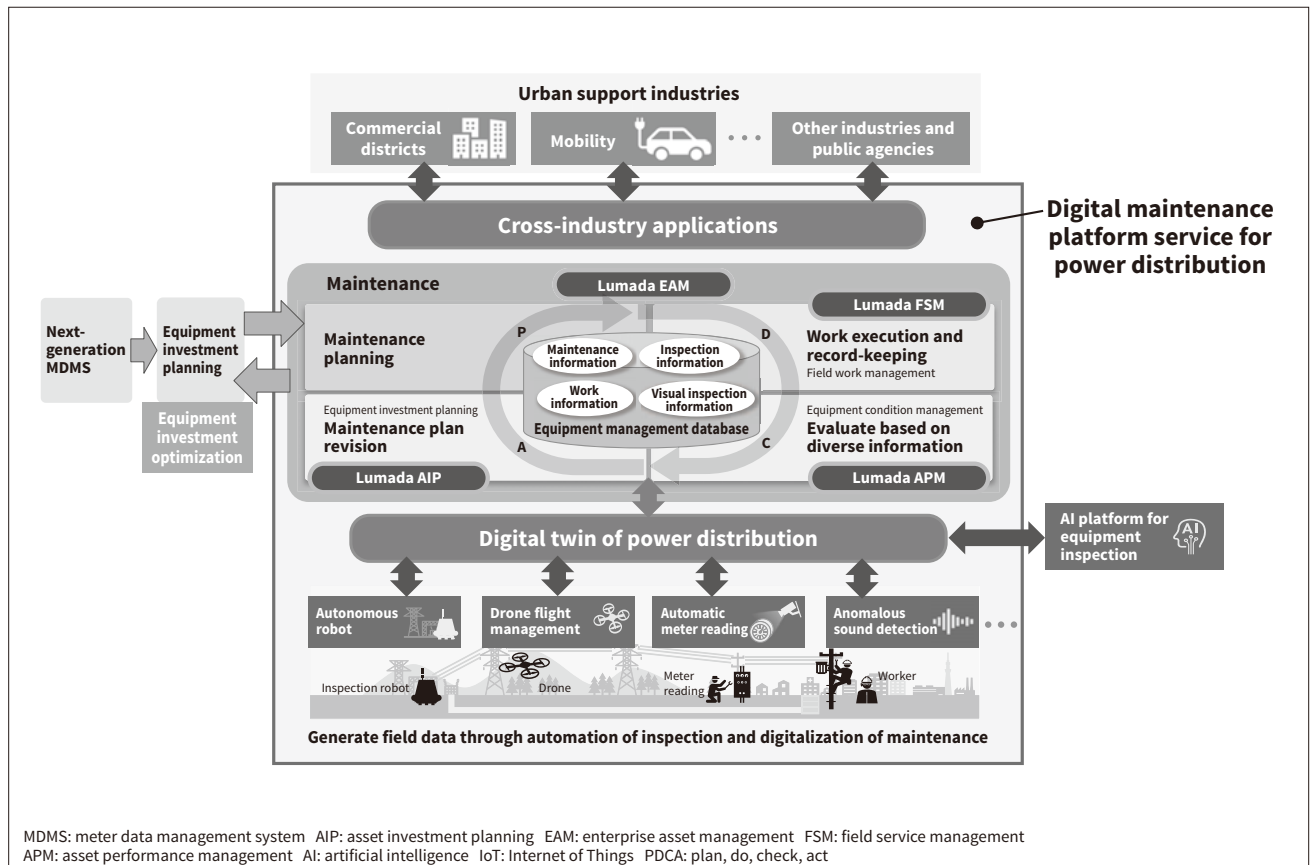 Urban support industries
Commercial
districts
Mobility
Other industries and
public agencies
Cross-industry applications
Digital maintenance
platform service for
power distribution
Maintenance
Lumada EAM
Lumada FSM
Next-
generation
MDMS
Equipment
investment
planning
Equipment
investment
optimization
Maintenance
planning
P
D
Maintenance
information
Inspection
information
Work
information
Visual inspection
information
Equipment management database
Work execution and
record-keeping
Field work management
Equipment investment planning
Maintenance plan
revision
A
C
Equipment condition management
Evaluate based on
diverse information
Lumada AIP
Lumada APM
Digital twin of power distribution
AI platform for
equipment
inspection
AI
Autonomous
robot
Drone flight
management
Automatic
meter reading
Anomalous
sound detection
Inspection robot
Drone
Meter
reading
Worker
Generate field data through automation of inspection and digitalization of maintenance
MDMS: meter data management system AIP: asset investment planning EAM: enterprise asset management FSM: field service management
APM: asset performance management AI: artificial intelligence IoT: Internet of Things PDCA: plan, do, check, act